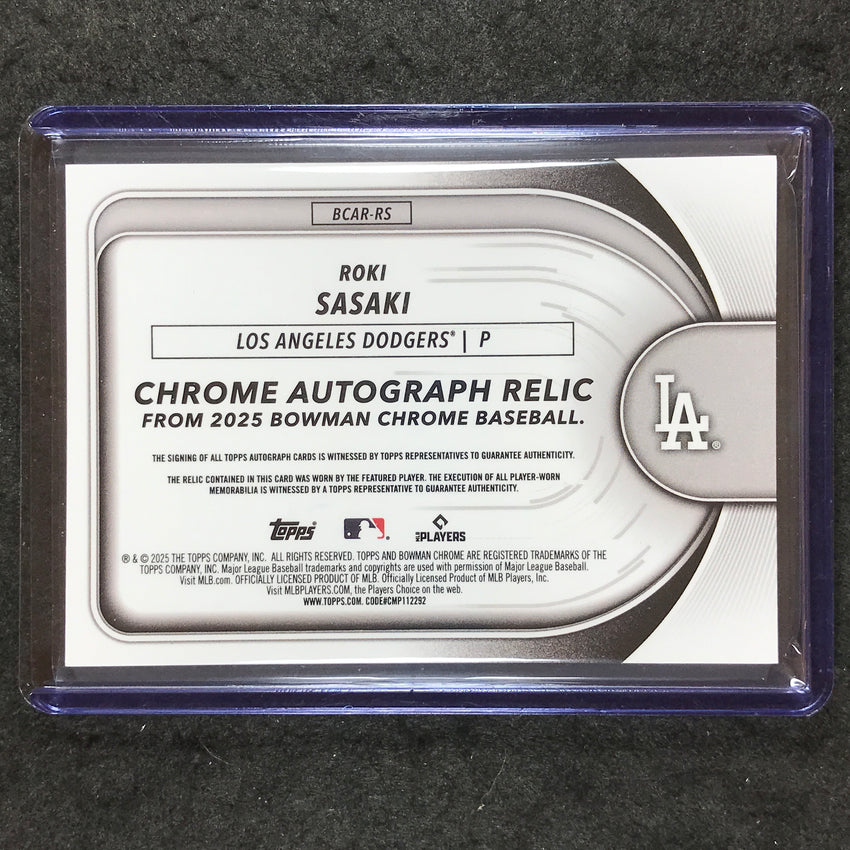 BCAR-RS
ROKI
SASAKI
LOS ANGELES DODGERS® | P
CHROME AUTOGRAPH RELIC
FROM 2025 BOWMAN CHROME BASEBALL.
LA®
THE SIGNING OF ALL TOPPS AUTOGRAPH CARDS IS WITNESSED BY TOPPS REPRESENTATIVES TO GUARANTEE AUTHENTICITY.
THE RELIC CONTAINED IN THIS CARD WAS WORN BY THE FEATURED PLAYER. THE EXECUTION OF ALL PLAYER-WORN
MEMORABILIA IS WITNESSED BY A TOPPS REPRESENTATIVE TO GUARANTEE AUTHENTICITY.
topps® MLB PLAYERS
® & © 2025 THE TOPPS COMPANY, INC. ALL RIGHTS RESERVED. TOPPS AND BOWMAN CHROME ARE REGISTERED TRADEMARKS OF THE
TOPPS COMPANY, INC. Major League Baseball trademarks and copyrights are used with permission of Major League Baseball.
Visit MLB.com. OFFICIALLY LICENSED PRODUCT OF MLB. Officially Licensed Product of MLB Players, Inc.
Visit MLBPLAYERS.COM, the Players Choice on the web.
WWW.TOPPS.COM. CODE#CMP112292